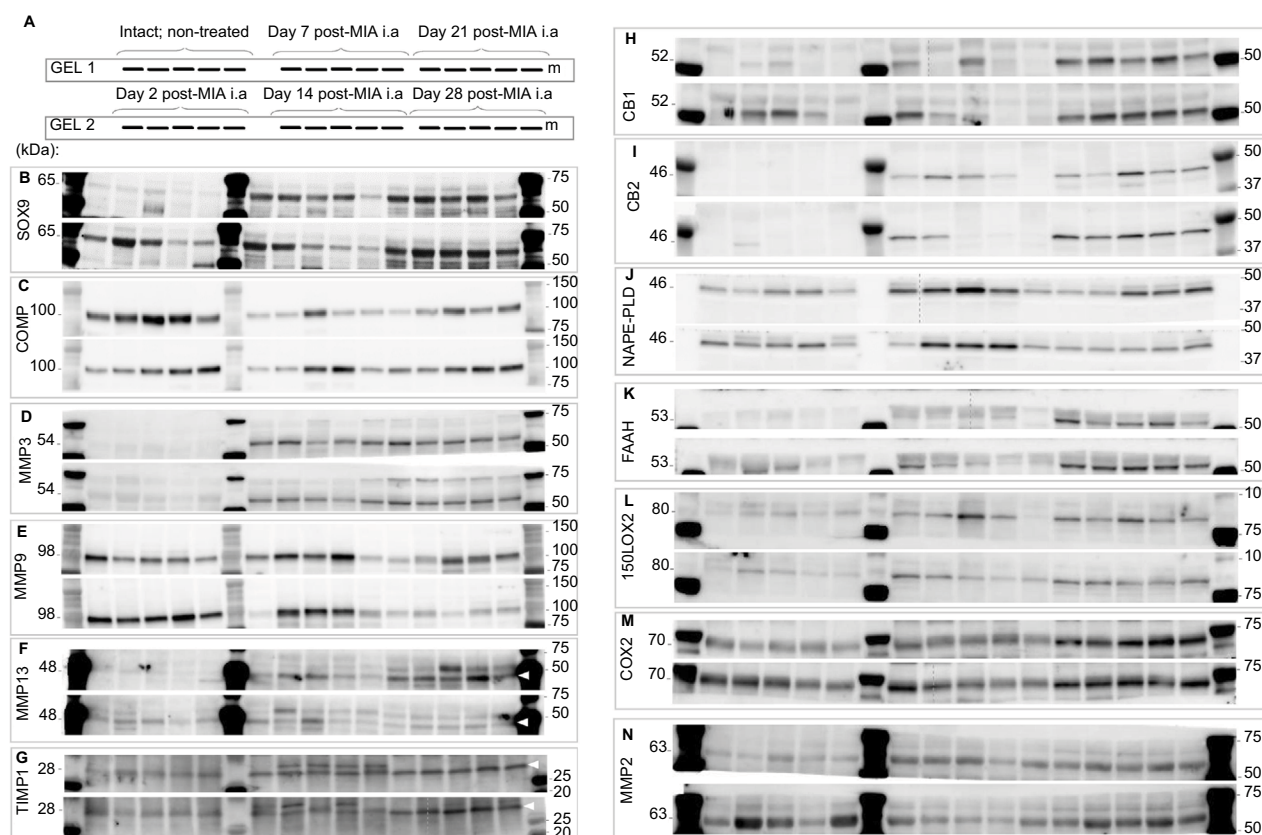 A
Intact; non-treated Day 7 post-MIA i.a Day 21 post-MIA i.a
GEL 1 m
Day 2 post-MIA i.a Day 14 post-MIA i.a Day 28 post-MIA i.a
GEL 2 m
(kDa):
B
SOX9
65 75
50
65 75
50
C
COMP
100 150
100
75
100 150
100
75
D
MMP3
54 75
50
54 75
50
E
MMP9
98 150
100
75
98 150
100
75
F
MMP13
48 75
50
48 75
50
G
TIMP1
28 25
20
28 25
20
H
CB1
52 50
52 50
I
CB2
46 50
37
46 50
37
J
NAPE-PLD
46 50
37
46 50
37
K
FAAH
53 50
53 50
L
150LOX2
80 10
75
80 10
75
M
COX2
70 75
70 75
N
MMP2
63 75
50
63 75
50